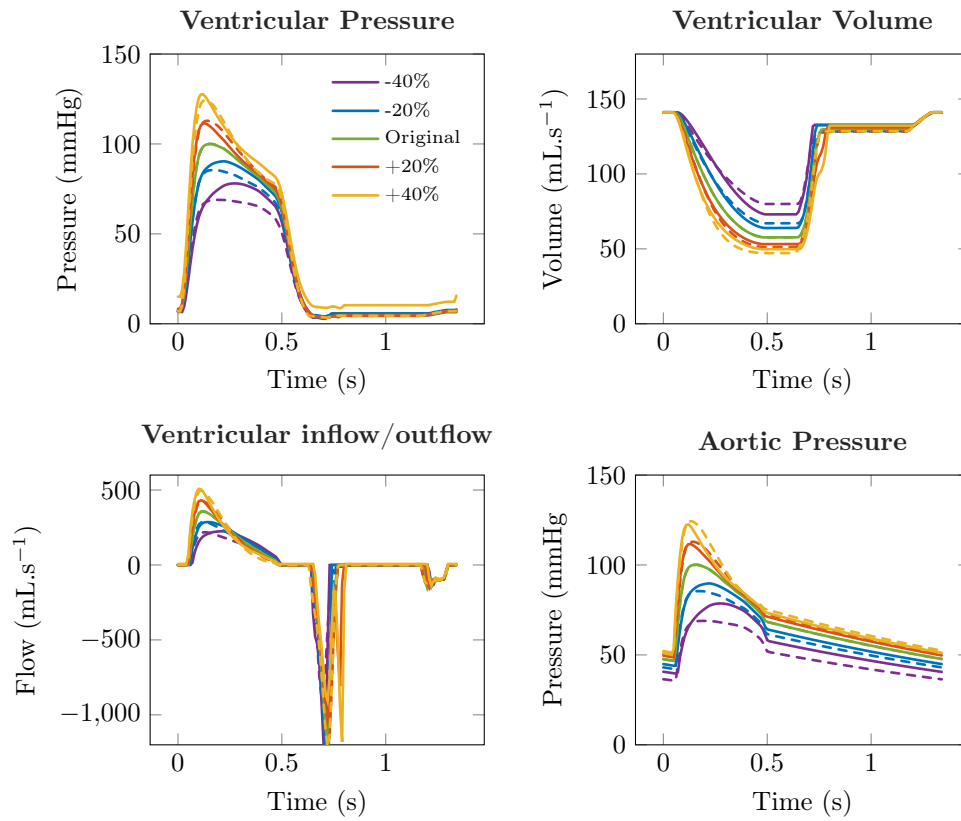 Ventricular Pressure
150
100
50
0
0
0.5
1
Pressure (mmHg)
Time (s)
-40%
-20%
Original
+20%
+40%
Ventricular Volume
150
100
50
0
0
0.5
1
Volume (mL.s⁻¹)
Time (s)
Ventricular inflow/outflow
500
0
−500
−1,000
0
0.5
1
Flow (mL.s⁻¹)
Time (s)
Aortic Pressure
150
100
50
0
0
0.5
1
Pressure (mmHg
Time (s)